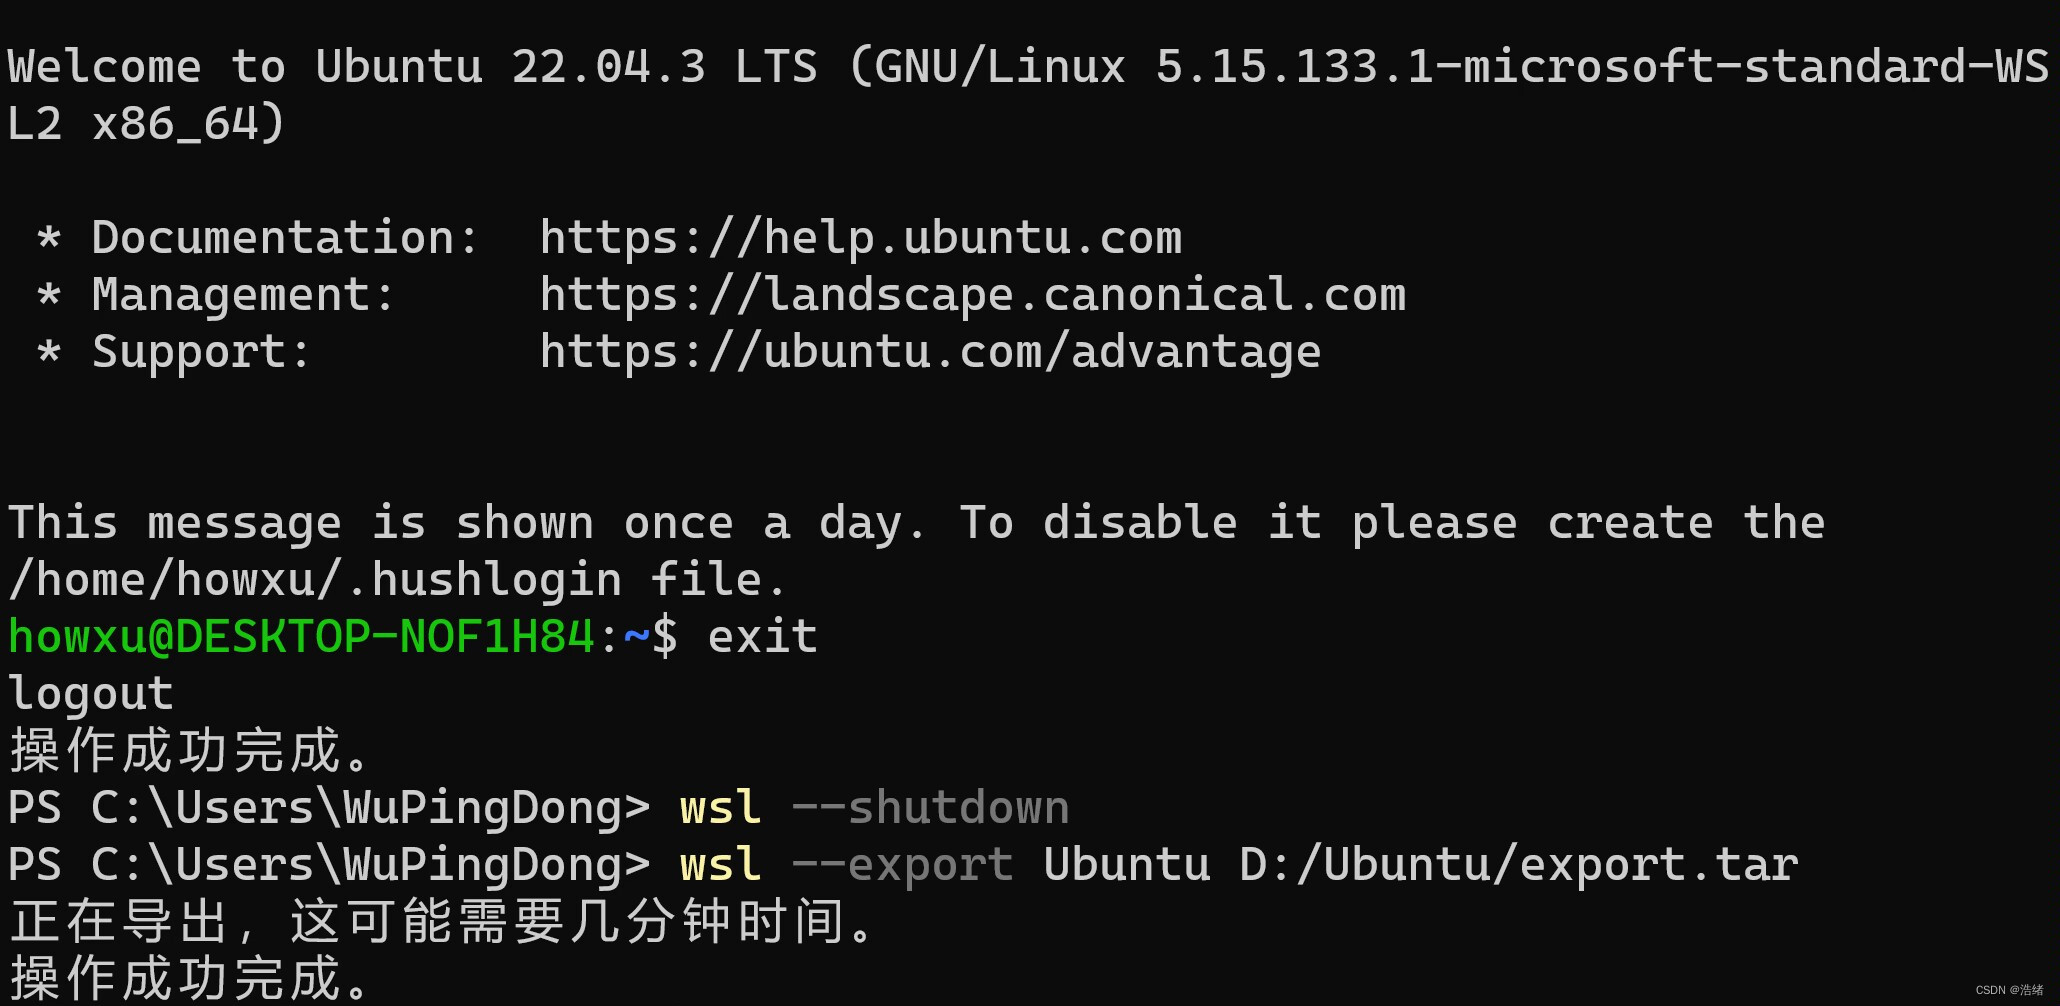 Welcome to Ubuntu 22.04.3 LTS (GNU/Linux 5.15.133.1-microsoft-standard-WS
L2 x86_64)
* Documentation:  https://help.ubuntu.com
* Management:     https://landscape.canonical.com
* Support:        https://ubuntu.com/advantage
This message is shown once a day. To disable it please create the
/home/howxu/.hushlogin file.
howxu@DESKTOP-NOF1H84:~$ exit
logout
操作成功完成。
PS C:\Users\WuPingDong> wsl --shutdown
PS C:\Users\WuPingDong> wsl --export Ubuntu D:/Ubuntu/export.tar
正在导出，这可能需要几分钟时间。
操作成功完成。
CSDN @浩绪